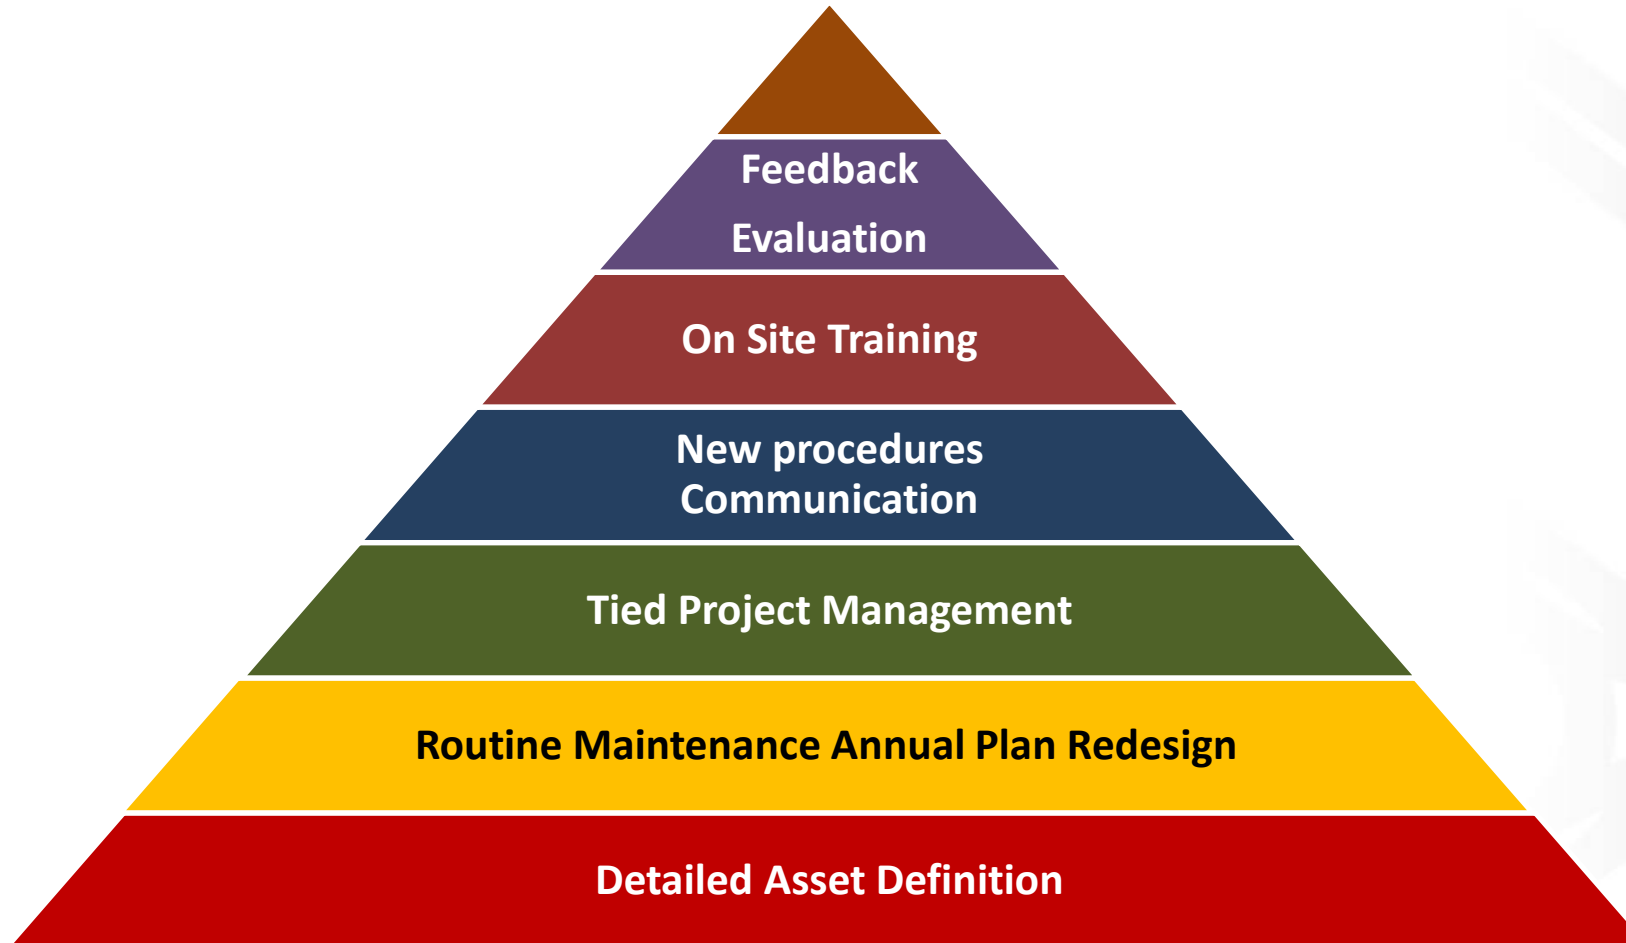 Feedback
Evaluation
On Site Training
New procedures
Communication
Tied Project Management
Routine Maintenance Annual Plan Redesign
Detailed Asset Definition